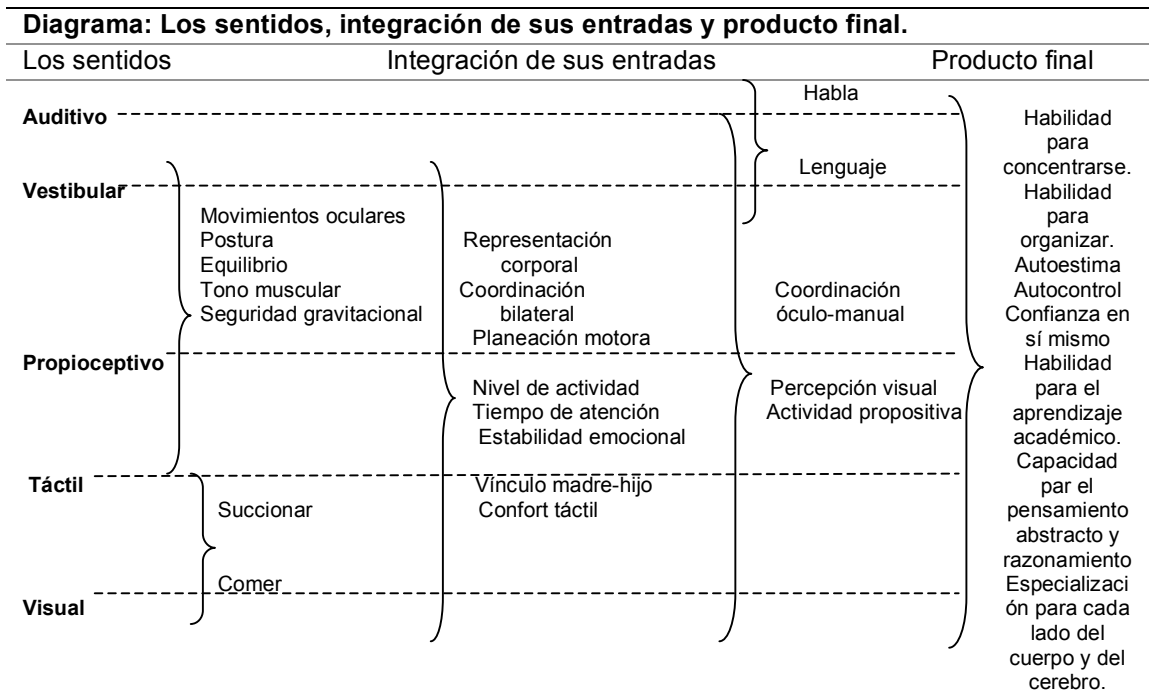 Diagrama: Los sentidos, integración de sus entradas y producto final.
Los sentidos
Integración de sus entradas
Producto final
Auditivo
Vestibular
Propioceptivo
Táctil
Visual
Movimientos oculares
Postura
Equilibrio
Tono muscular
Seguridad gravitacional
Succionar
Comer
Representación
corporal
Coordinación
bilateral
Planeación motora
Nivel de actividad
Tiempo de atención
Estabilidad emocional
Vínculo madre-hijo
Confort táctil
Habla
Lenguaje
Coordinación
óculo-manual
Percepción visual
Actividad propositiva
Habilidad
para
concentrarse.
Habilidad
para
organizar.
Autoestima
Autocontrol
Confianza en
sí mismo
Habilidad
para el
aprendizaje
académico.
Capacidad
par el
pensamiento
abstracto y
razonamiento
Especializaci
ón para cada
lado del
cuerpo y del
cerebro.